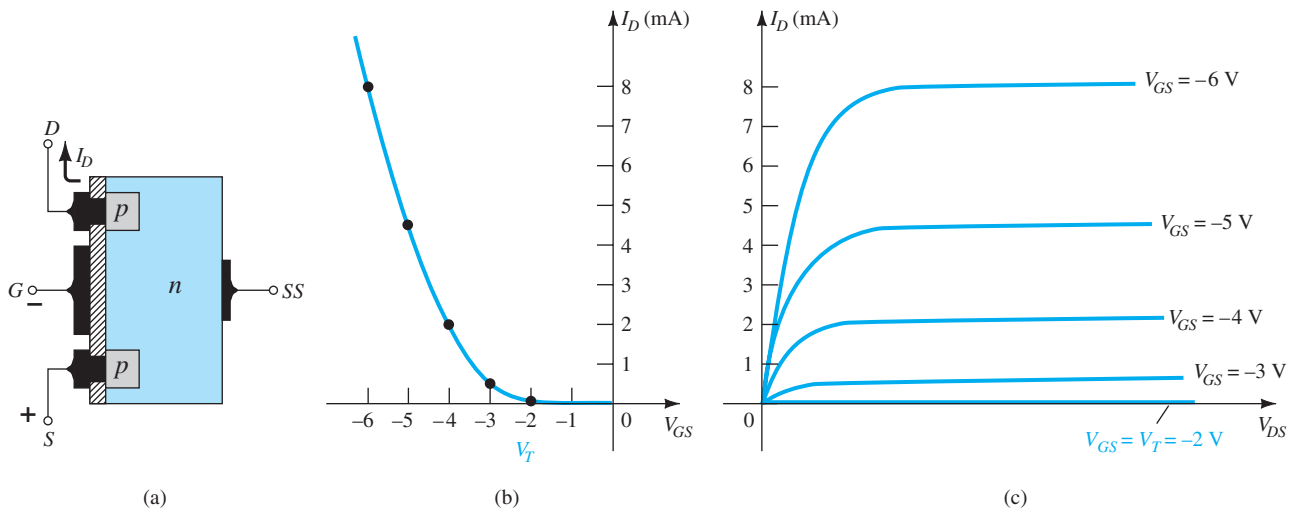 D
I_D
p
G
−
n
SS
p
+
S
(a)
I_D (mA)
8
7
6
5
4
3
2
1
0
−6 −5 −4 −3 −2 −1
V_T
V_GS
(b)
I_D (mA)
8
7
6
5
4
3
2
1
0
V_GS = −6 V
V_GS = −5 V
V_GS = −4 V
V_GS = −3 V
V_GS = V_T = −2 V
V_DS
(c)